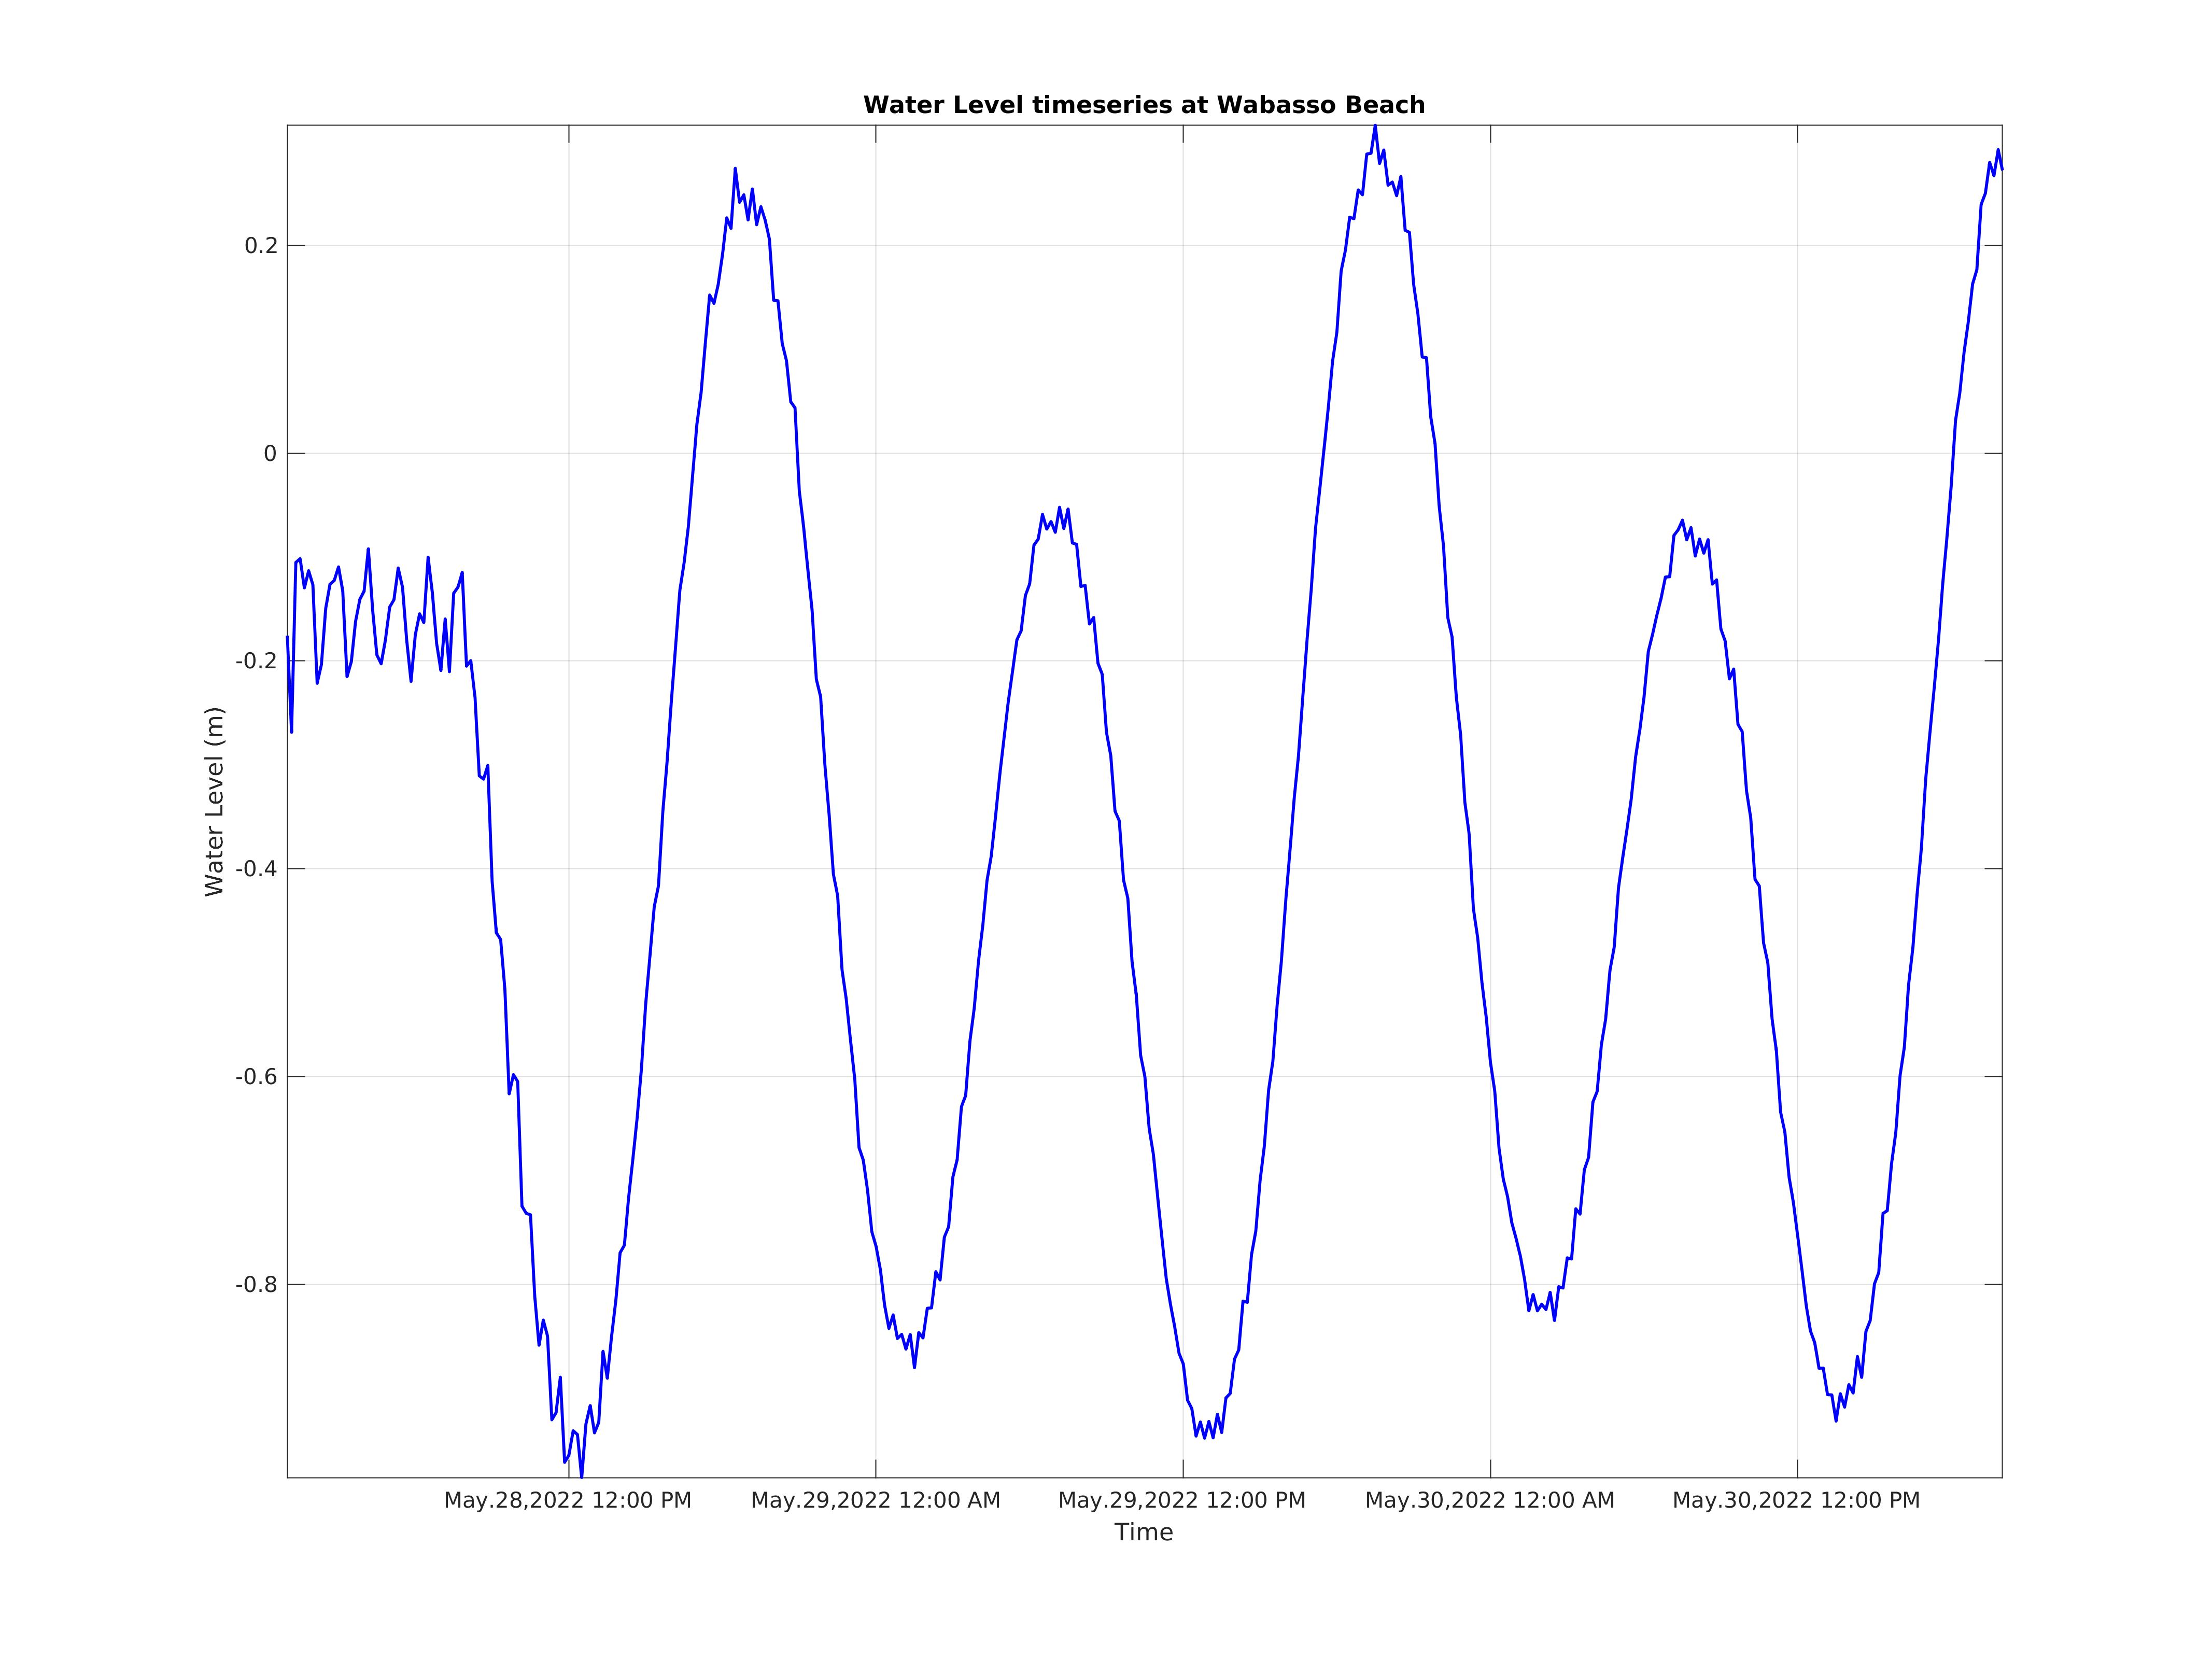 Water Level timeseries at Wabasso Beach
0.2
0
-0.2
-0.4
-0.6
-0.8
Water Level (m)
May.28,2022 12:00 PM
May.29,2022 12:00 AM
May.29,2022 12:00 PM
May.30,2022 12:00 AM
May.30,2022 12:00 PM
Time